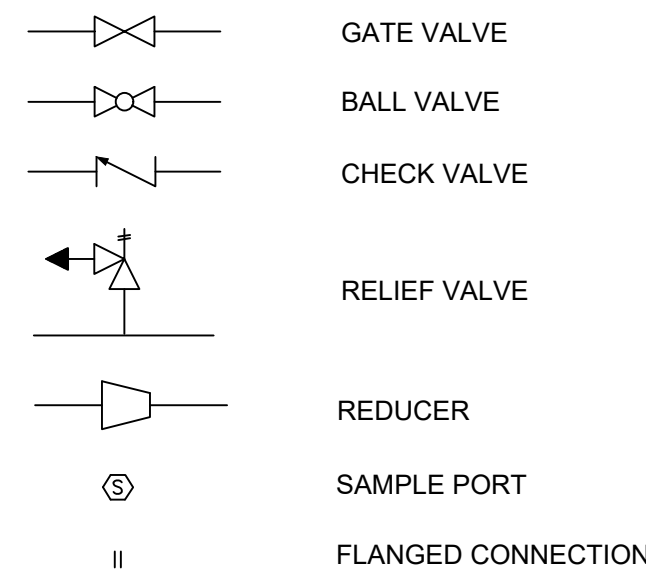 GATE VALVE
BALL VALVE
CHECK VALVE
RELIEF VALVE
REDUCER
S SAMPLE PORT
FLANGED CONNECTION